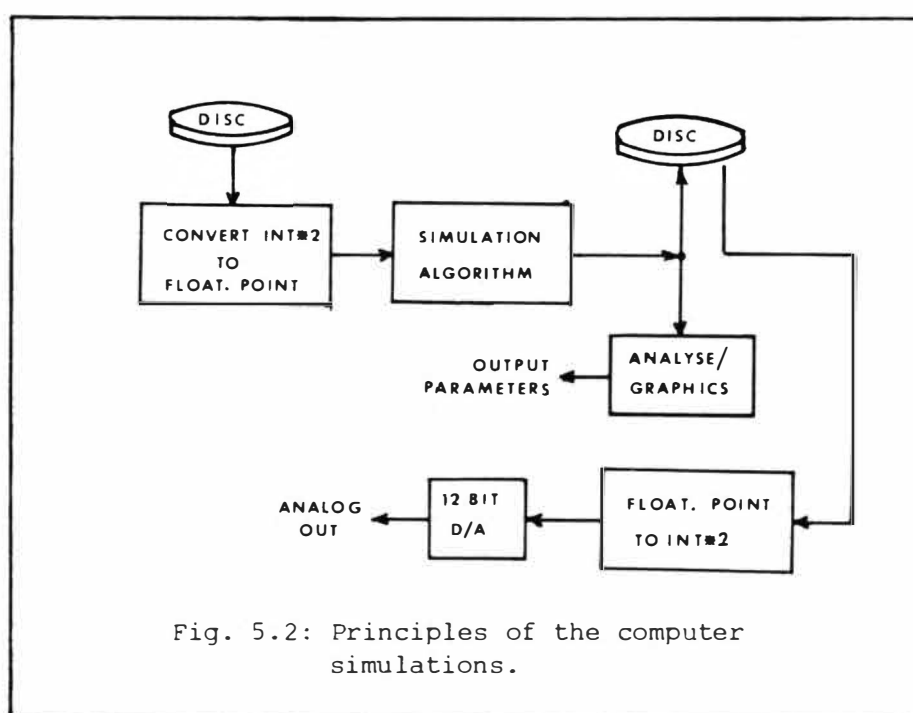 DISC
DISC
CONVERT INT*2
TO
FLOAT. POINT
SIMULATION
ALGORITHM
OUTPUT
PARAMETERS
ANALYSE/
GRAPHICS
ANALOG
OUT
12 BIT
D/A
FLOAT. POINT
TO INT*2
Fig. 5.2: Principles of the computer
simulations.